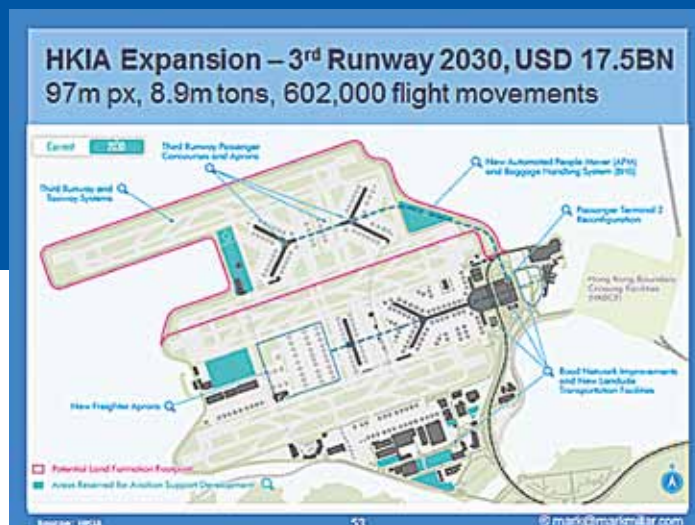 HKIA Expansion – 3rd Runway 2030, USD 17.5BN
97m px, 8.9m tons, 602,000 flight movements
Current 2030
Third Runway Passenger
Concourses and Aprons
New Automated People Mover (APM)
and Baggage Handling System (BHS)
Third Runway and
Taxiway Systems
Passenger Terminal 2
Reconfiguration
Hong Kong Boundary
Crossing Facilities
(HKBCF)
Road Network Improvements
and New Landside
Transportation Facilities
New Freighter Aprons
Potential Land Formation Footprint
Areas Reserved for Aviation Support Development
Source: HKIA
53
© mark@markmillar.com